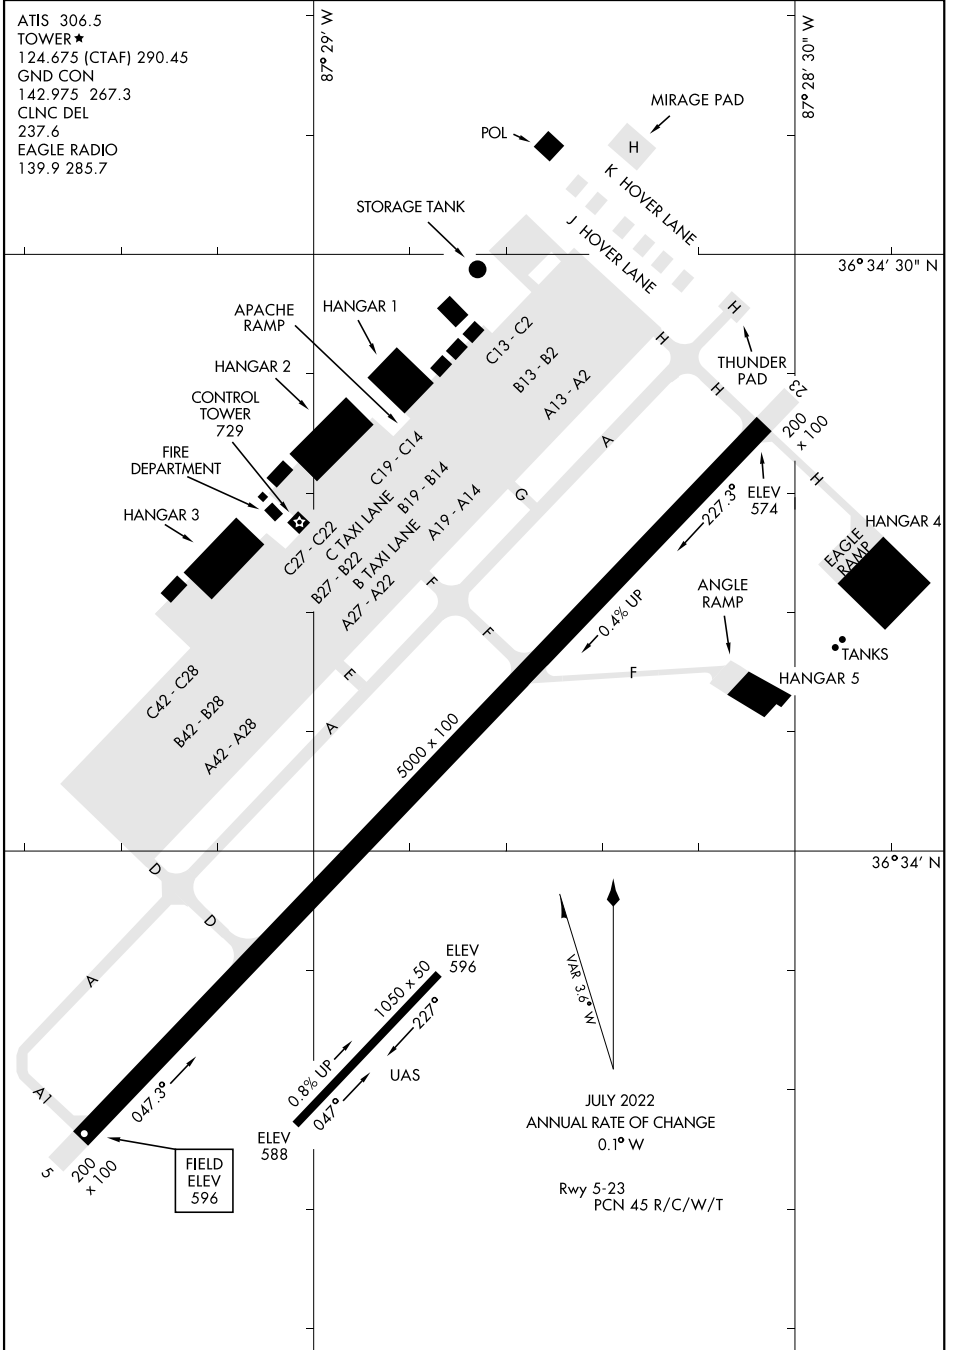 ATIS 306.5
TOWER★
124.675 (CTAF) 290.45
GND CON
142.975 267.3
CLNC DEL
237.6
EAGLE RADIO
139.9 285.7
87° 29' W
87° 28' 30" W
MIRAGE PAD
POL
H
K HOVER LANE
J HOVER LANE
STORAGE TANK
36° 34' 30" N
HANGAR 1
APACHE
RAMP
H
H
THUNDER
PAD
HANGAR 2
C13 - C2
B13 - B2
A13 - A2
H
23
CONTROL
TOWER
729
200
x 100
FIRE
DEPARTMENT
A
C19 - C14
B19 - B14
A19 - A14
G
H
ELEV
574
227.3°
HANGAR 3
HANGAR 4
EAGLE
RAMP
C27 - C22
C TAXI LANE
B27 - B22
B TAXI LANE
A27 - A22
F
F
ANGLE
RAMP
0.4% UP
TANKS
F
HANGAR 5
E
C42 - C28
B42 - B28
A42 - A28
A
5000 x 100
36° 34' N
D
D
A
VAR 3.6° W
ELEV
596
1050 x 50
227°
UAS
0.8% UP
047°
ELEV
588
047.3°
A1
5
200
x 100
FIELD
ELEV
596
JULY 2022
ANNUAL RATE OF CHANGE
0.1° W
Rwy 5-23
PCN 45 R/C/W/T